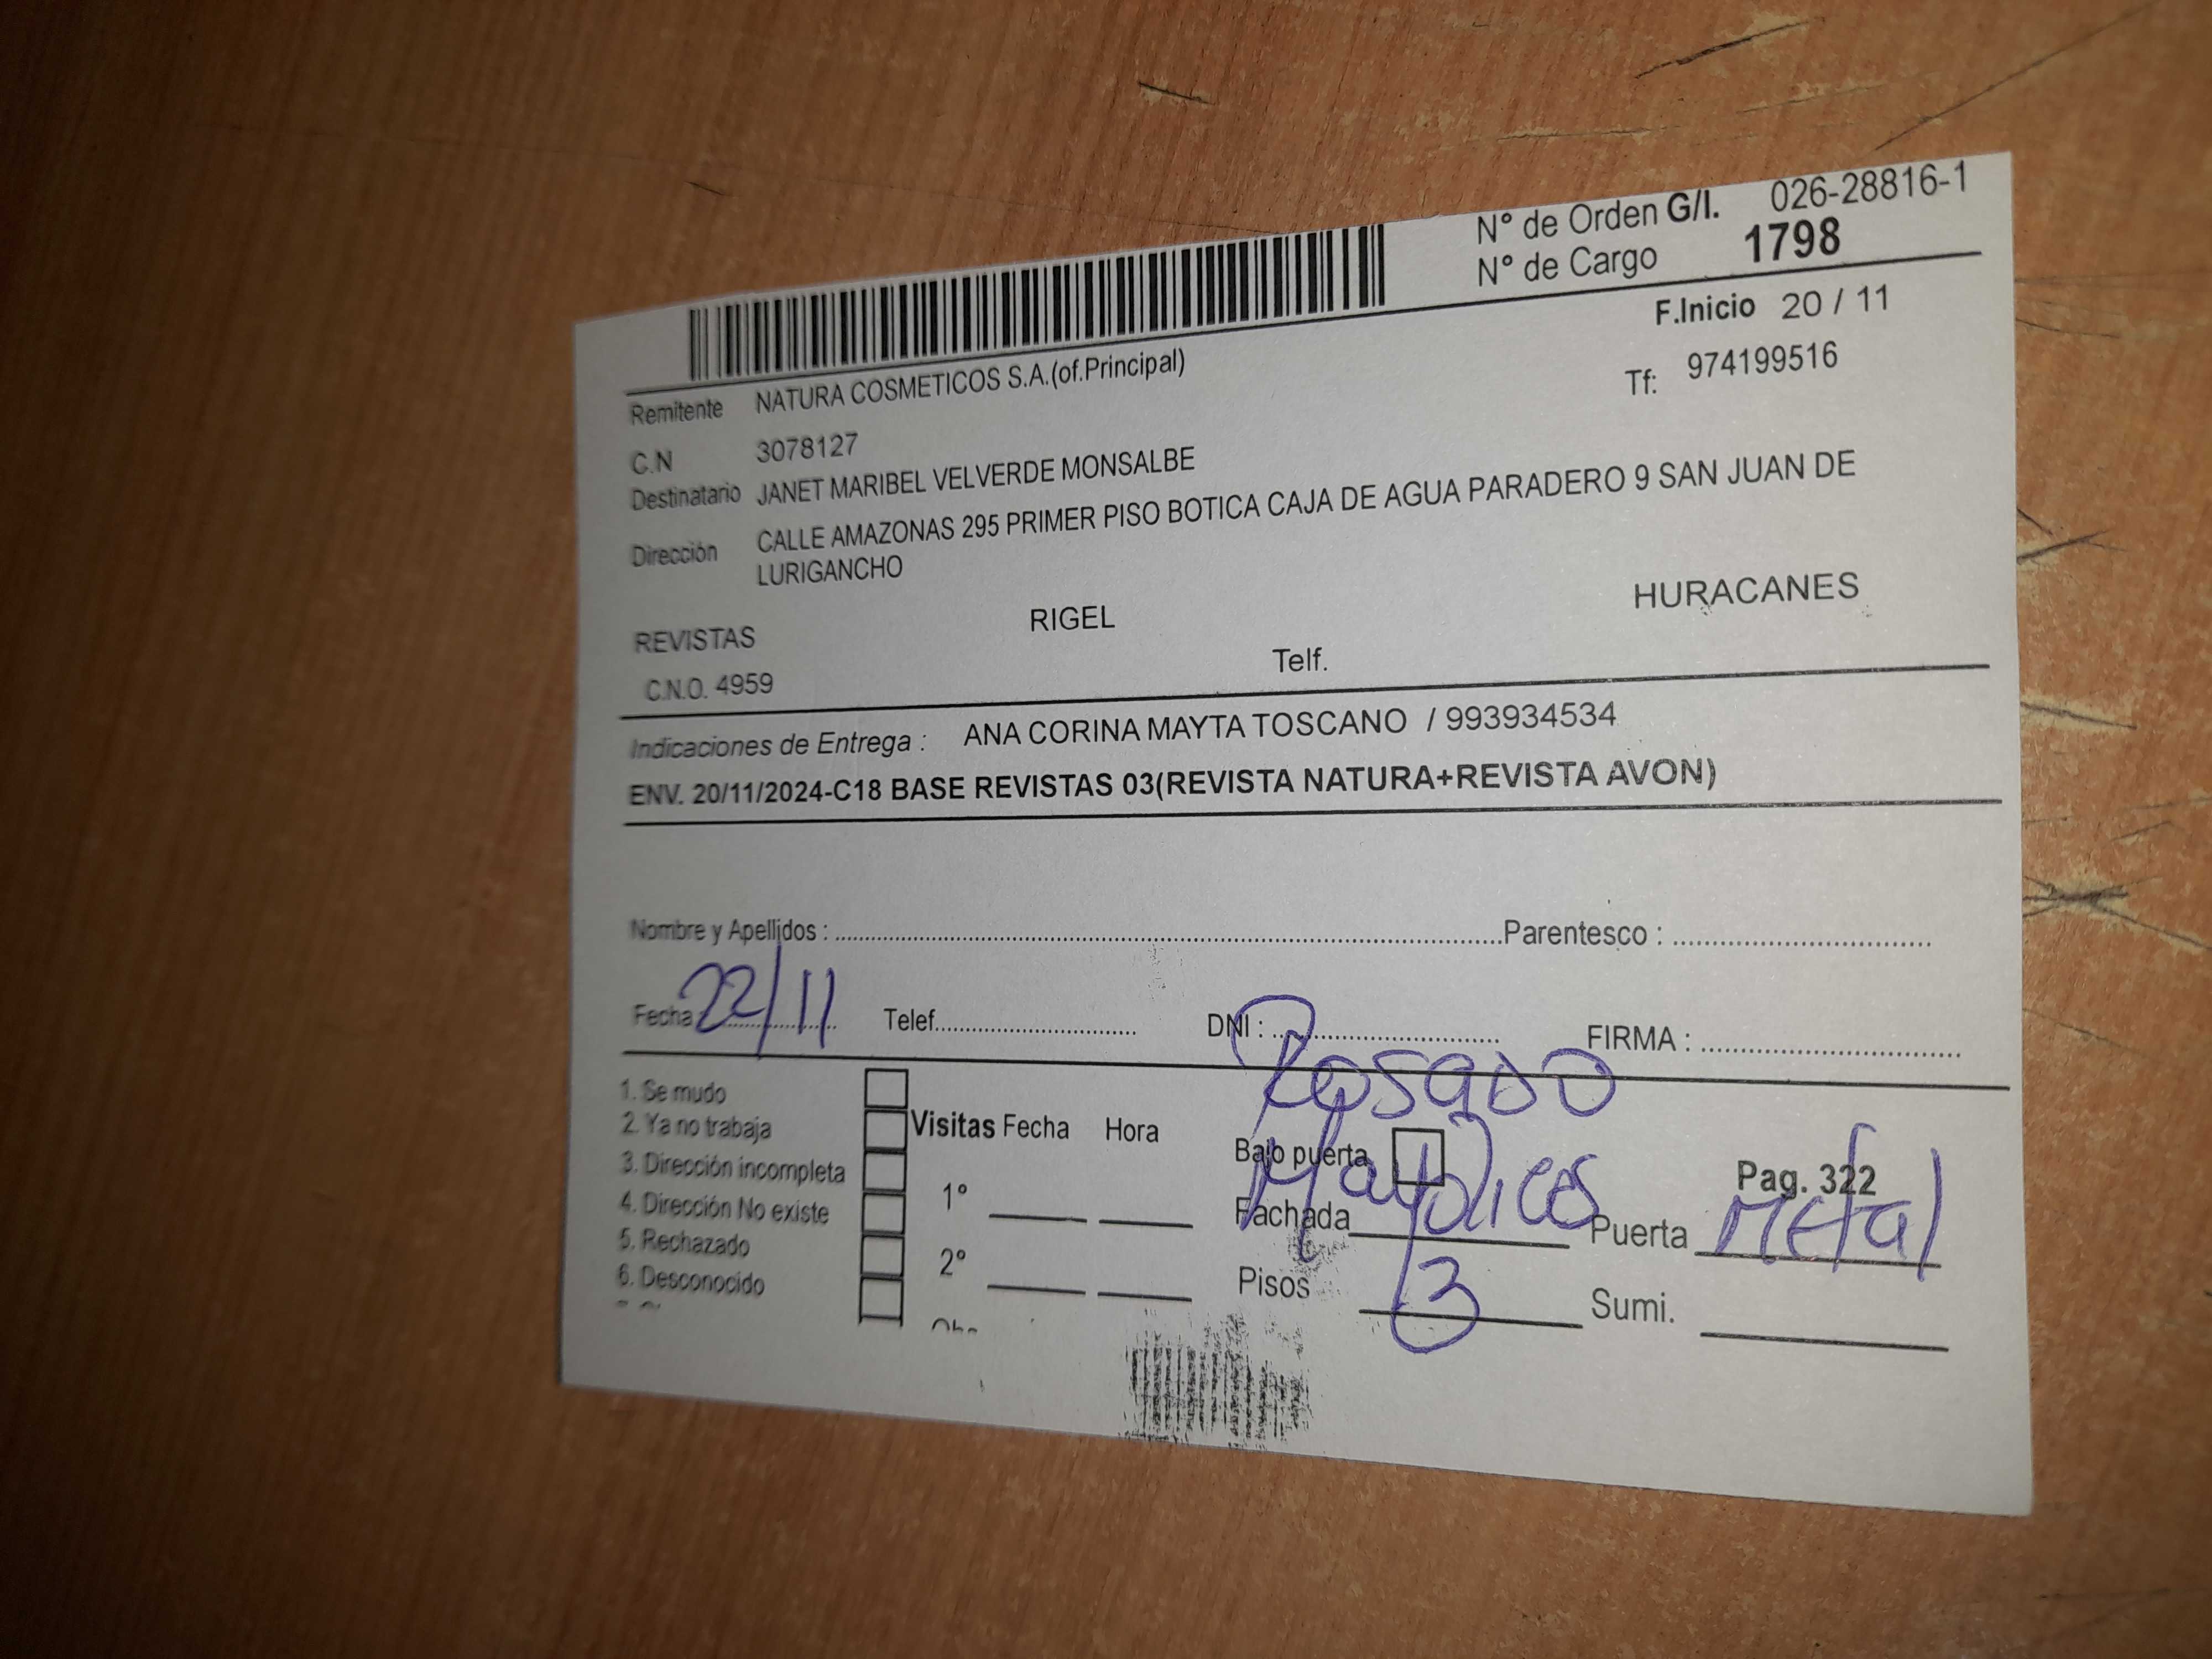 Nº de Orden G/I. 026-28816-1
Nº de Cargo 1798
F.Inicio 20 / 11
Remitente NATURA COSMETICOS S.A.(of.Principal) Tf: 974199516
C.N 3078127
Destinatario JANET MARIBEL VELVERDE MONSALBE
Dirección CALLE AMAZONAS 295 PRIMER PISO BOTICA CAJA DE AGUA PARADERO 9 SAN JUAN DE
LURIGANCHO
REVISTAS RIGEL HURACANES
C.N.O. 4959 Telf.
Indicaciones de Entrega : ANA CORINA MAYTA TOSCANO / 993934534
ENV. 20/11/2024-C18 BASE REVISTAS 03(REVISTA NATURA+REVISTA AVON)
Nombre y Apellidos : Parentesco :
Fecha : 22/11 Telef. DNI : FIRMA :
Rosado
1. Se mudo
2. Ya no trabaja Visitas Fecha Hora Bajo puerta Pag. 322
3. Dirección incompleta
4. Dirección No existe 1º Fachada Mayolicas Puerta Metal
5. Rechazado
6. Desconocido 2º Pisos 3 Sumi.